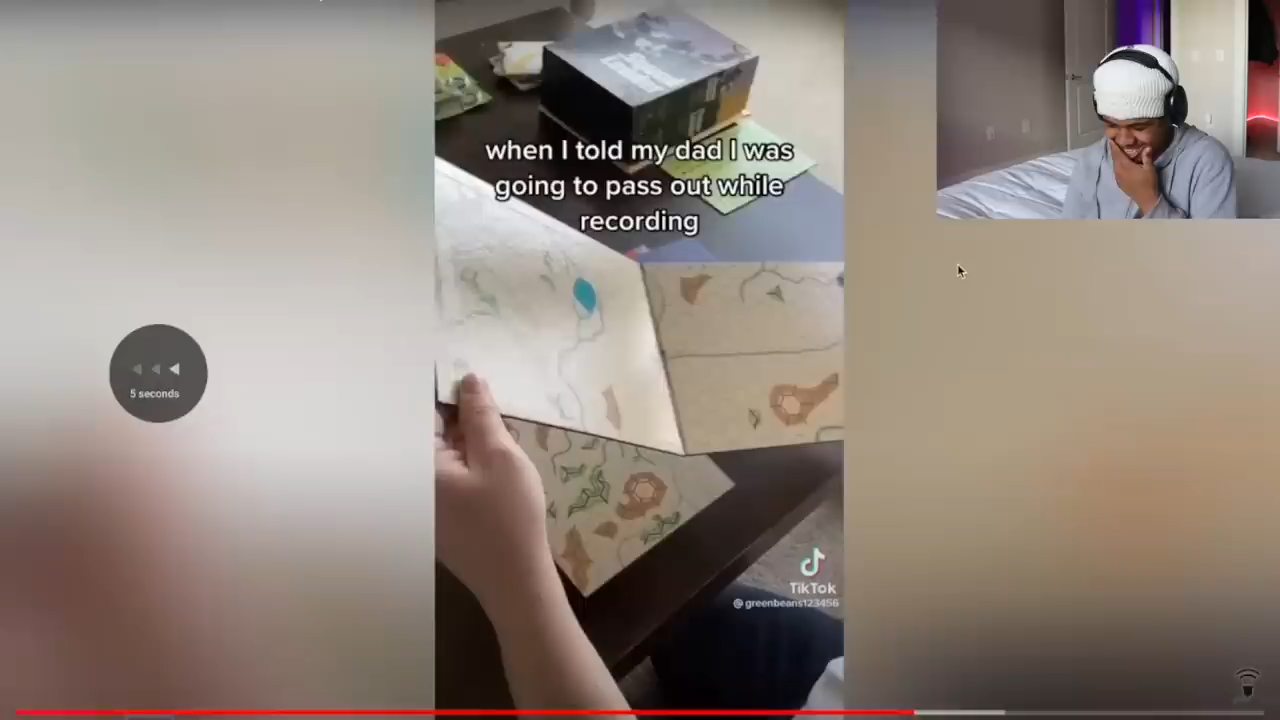 when I told my dad I was
going to pass out while
recording
5 seconds
TikTok
@greenbeans123456